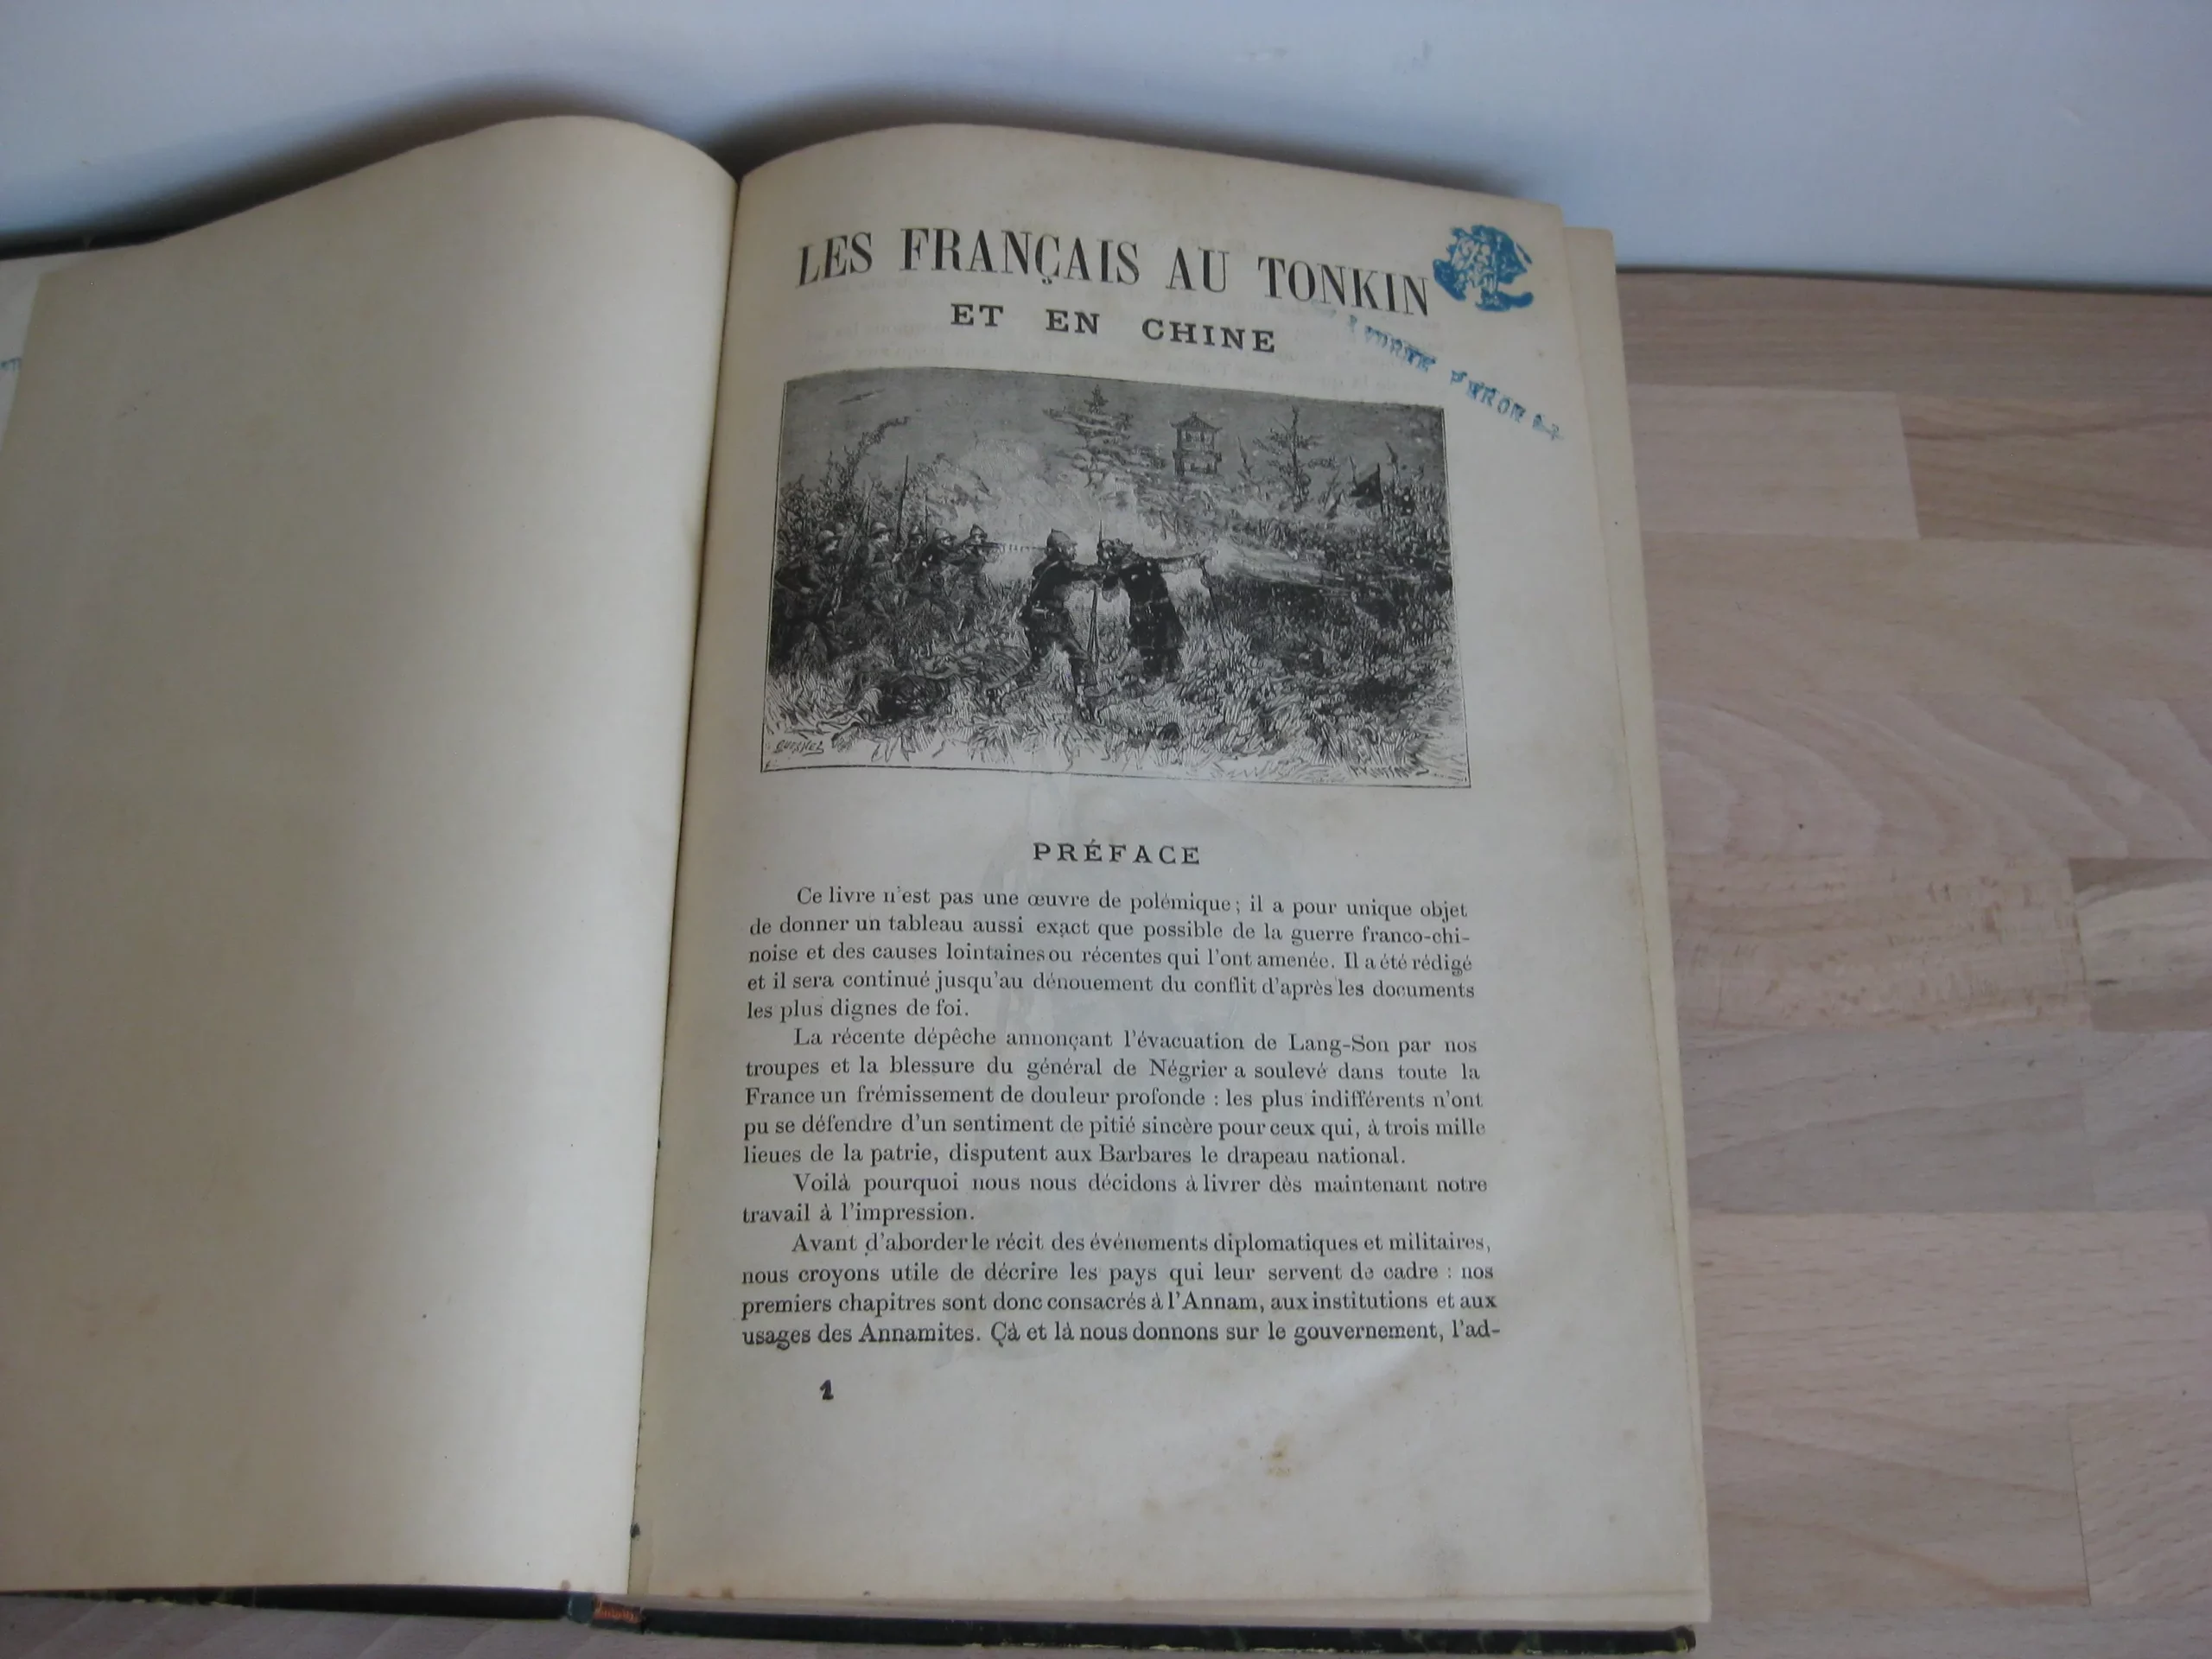 LES FRANÇAIS AU TONKIN
ET EN CHINE
PRÉFACE
Ce livre n'est pas une œuvre de polémique ; il a pour unique objet
de donner un tableau aussi exact que possible de la guerre franco-chi-
noise et des causes lointaines ou récentes qui l'ont amenée. Il a été rédigé
et il sera continué jusqu'au dénouement du conflit d'après les documents
les plus dignes de foi.
La récente dépêche annonçant l'évacuation de Lang-Son par nos
troupes et la blessure du général de Négrier a soulevé dans toute la
France un frémissement de douleur profonde : les plus indifférents n'ont
pu se défendre d'un sentiment de pitié sincère pour ceux qui, à trois mille
lieues de la patrie, disputent aux Barbares le drapeau national.
Voilà pourquoi nous nous décidons à livrer dès maintenant notre
travail à l'impression.
Avant d'aborder le récit des événements diplomatiques et militaires,
nous croyons utile de décrire les pays qui leur servent de cadre : nos
premiers chapitres sont donc consacrés à l'Annam, aux institutions et aux
usages des Annamites. Çà et là nous donnons sur le gouvernement, l'ad-
1